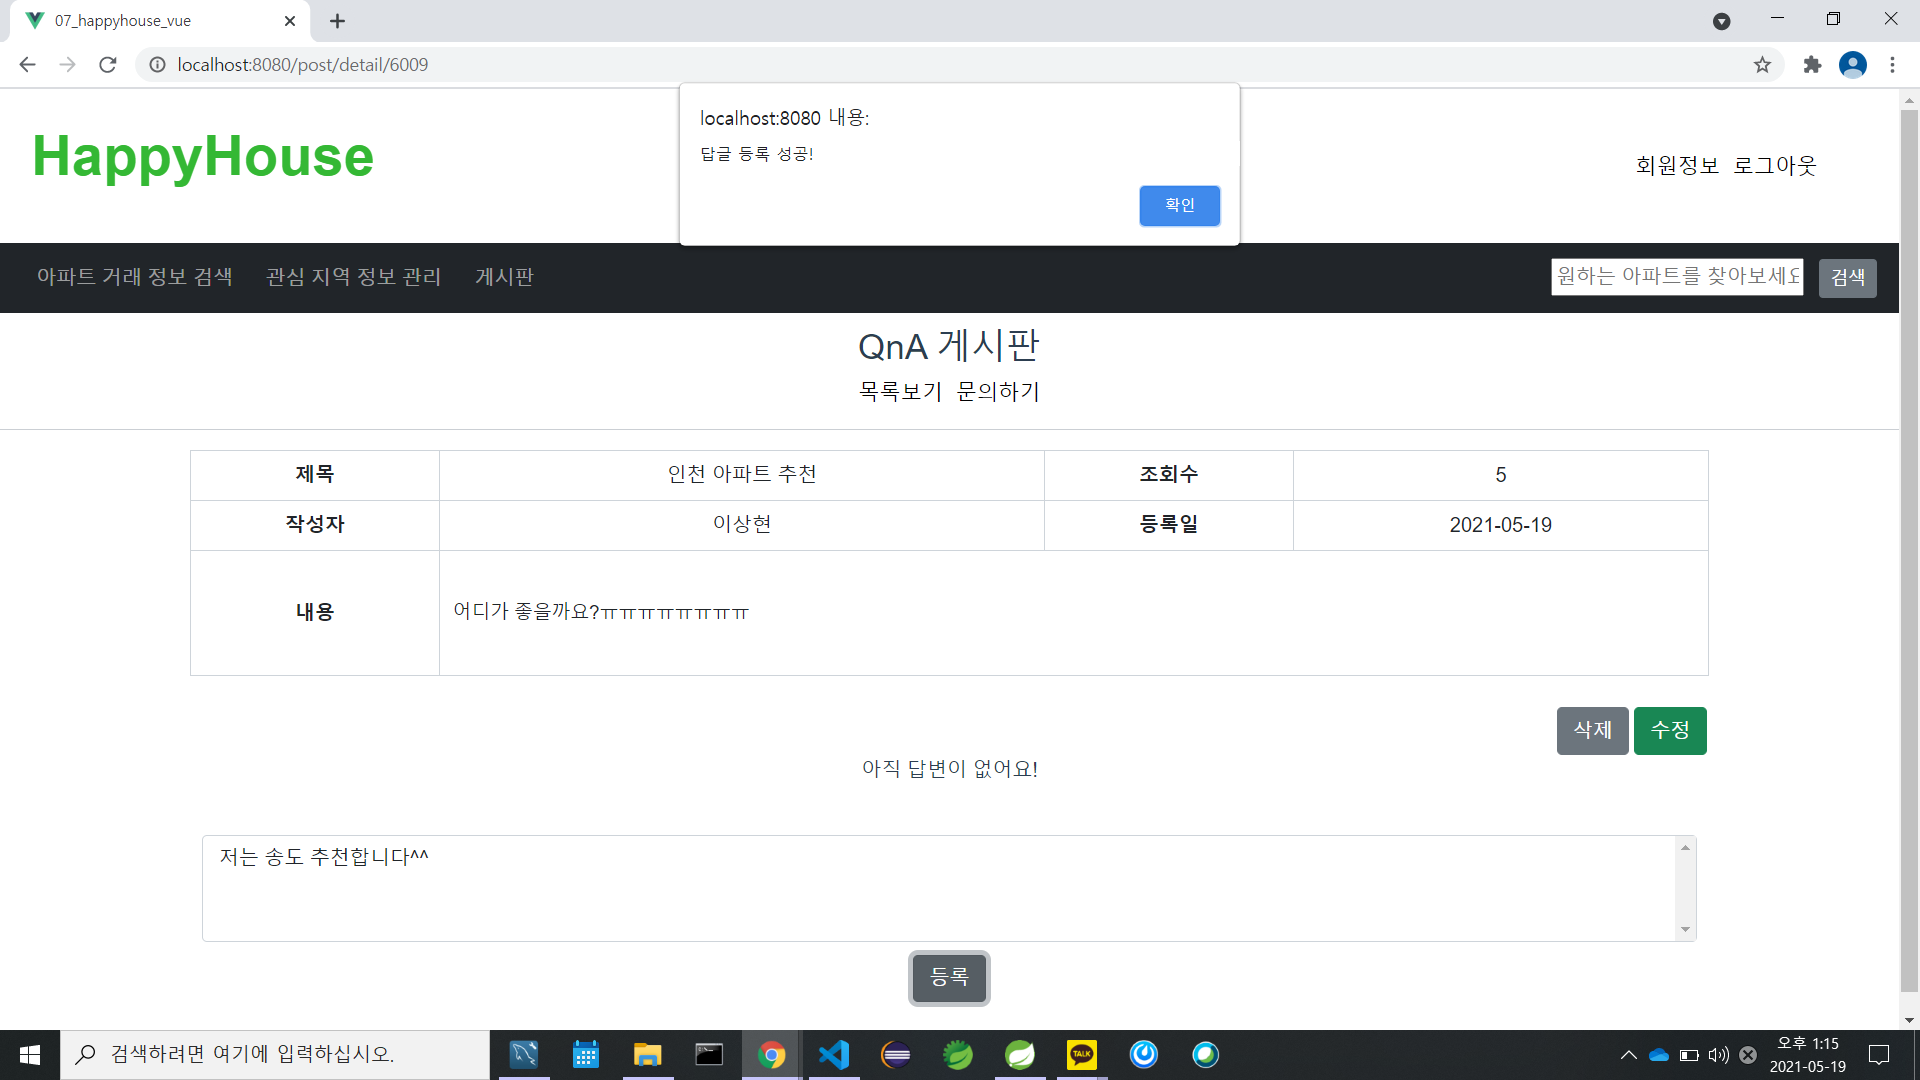 07_happyhouse_vue
localhost:8080/post/detail/6009
localhost:8080 내용:
답글 등록 성공!
확인
HappyHouse
회원정보 로그아웃
아파트 거래 정보 검색 관심 지역 정보 관리 게시판
원하는 아파트를 찾아보세요 검색
QnA 게시판
목록보기 문의하기
제목 인천 아파트 추천 조회수 5
작성자 이상현 등록일 2021-05-19
내용 어디가 좋을까요?ㅠㅠㅠㅠㅠㅠㅠㅠ
삭제 수정
아직 답변이 없어요!
저는 송도 추천합니다^^
등록
검색하려면 여기에 입력하십시오.
TALK
오후 1:15
2021-05-19